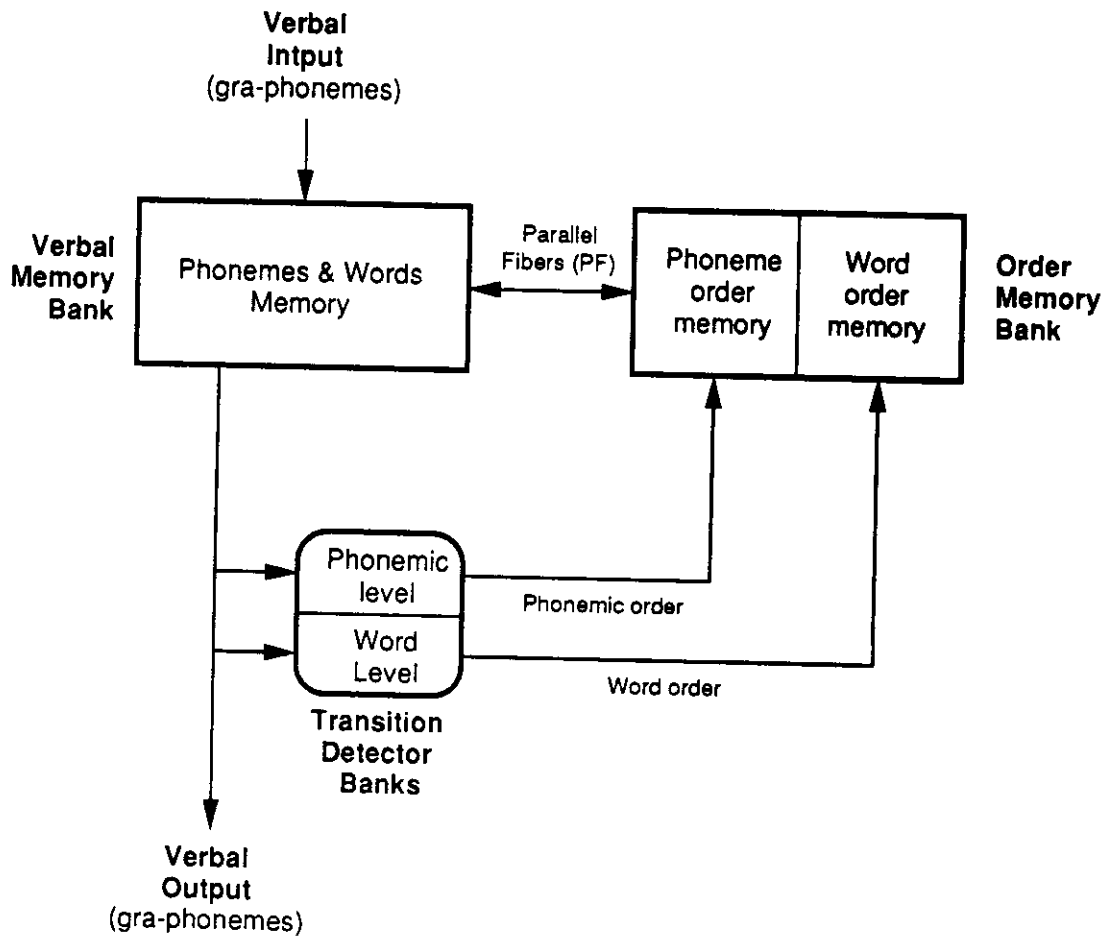 Verbal
Intput
(gra-phonemes)
Verbal
Memory
Bank
Phonemes & Words
Memory
Parallel
Fibers (PF)
Phoneme
order
memory
Word
order
memory
Order
Memory
Bank
Phonemic
level
Word
Level
Phonemic order
Word order
Transition
Detector
Banks
Verbal
Output
(gra-phonemes)